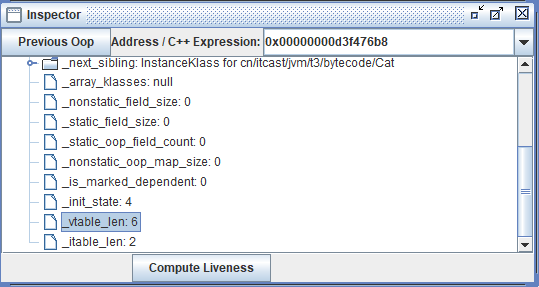 Inspector
Previous Oop Address / C++ Expression: 0x00000000d3f476b8
_next_sibling: InstanceKlass for cn/itcast/jvm/t3/bytecode/Cat
_array_klasses: null
_nonstatic_field_size: 0
_static_field_size: 0
_static_oop_field_count: 0
_nonstatic_oop_map_size: 0
_is_marked_dependent: 0
_init_state: 4
_vtable_len: 6
_itable_len: 2
Compute Liveness